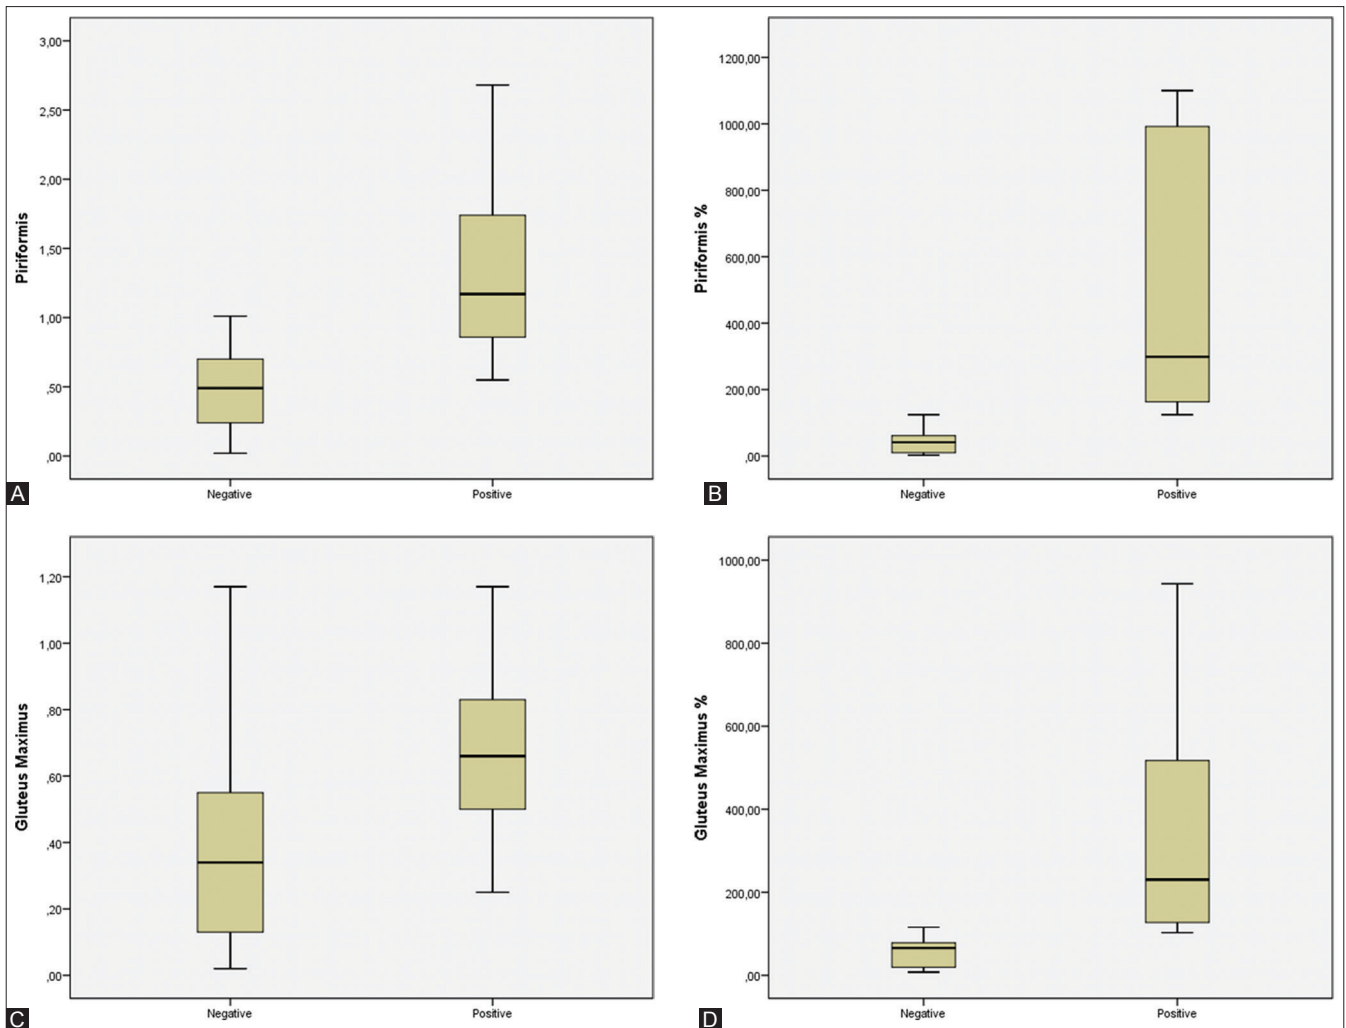 3,00
2,50
2,00
1,50
1,00
,50
,00
Piriformis
Negative
Positive
A
1200,00
1000,00
800,00
600,00
400,00
200,00
,00
Piriformis %
Negative
Positive
B
1,20
1,00
,80
,60
,40
,20
,00
Gluteus Maximus
Negative
Positive
C
1000,00
800,00
600,00
400,00
200,00
,00
Gluteus Maximus %
Negative
Positive
D